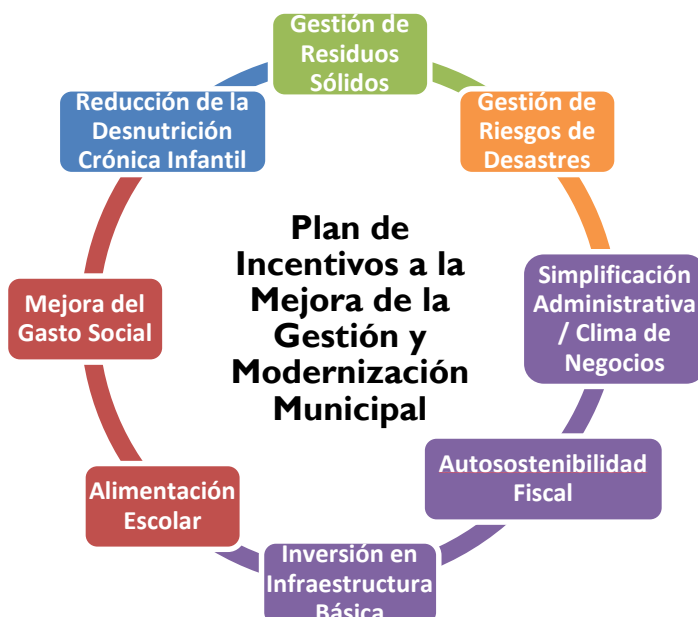 Gestión de
Residuos
Sólidos
Gestión de
Riesgos de
Desastres
Simplificación
Administrativa
/ Clima de
Negocios
Autosostenibilidad
Fiscal
Inversión en
Infraestructura
Básica
Alimentación
Escolar
Mejora del
Gasto Social
Reducción de la
Desnutrición
Crónica Infantil
Plan de
Incentivos a la
Mejora de la
Gestión y
Modernización
Municipal